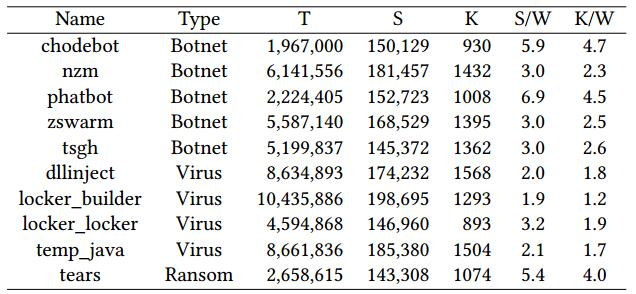 Name Type T S K S/W K/W
chodebot Botnet 1,967,000 150,129 930 5.9 4.7
nzm Botnet 6,141,556 181,457 1432 3.0 2.3
phatbot Botnet 2,224,405 152,723 1008 6.9 4.5
zswarm Botnet 5,587,140 168,529 1395 3.0 2.5
tsgh Botnet 5,199,837 145,372 1362 3.0 2.6
dllinject Virus 8,634,893 174,232 1568 2.0 1.8
locker_builder Virus 10,435,886 198,695 1293 1.9 1.2
locker_locker Virus 4,594,868 146,960 893 3.2 1.9
temp_java Virus 8,661,836 185,380 1504 2.1 1.7
tears Ransom 2,658,615 143,308 1074 5.4 4.0